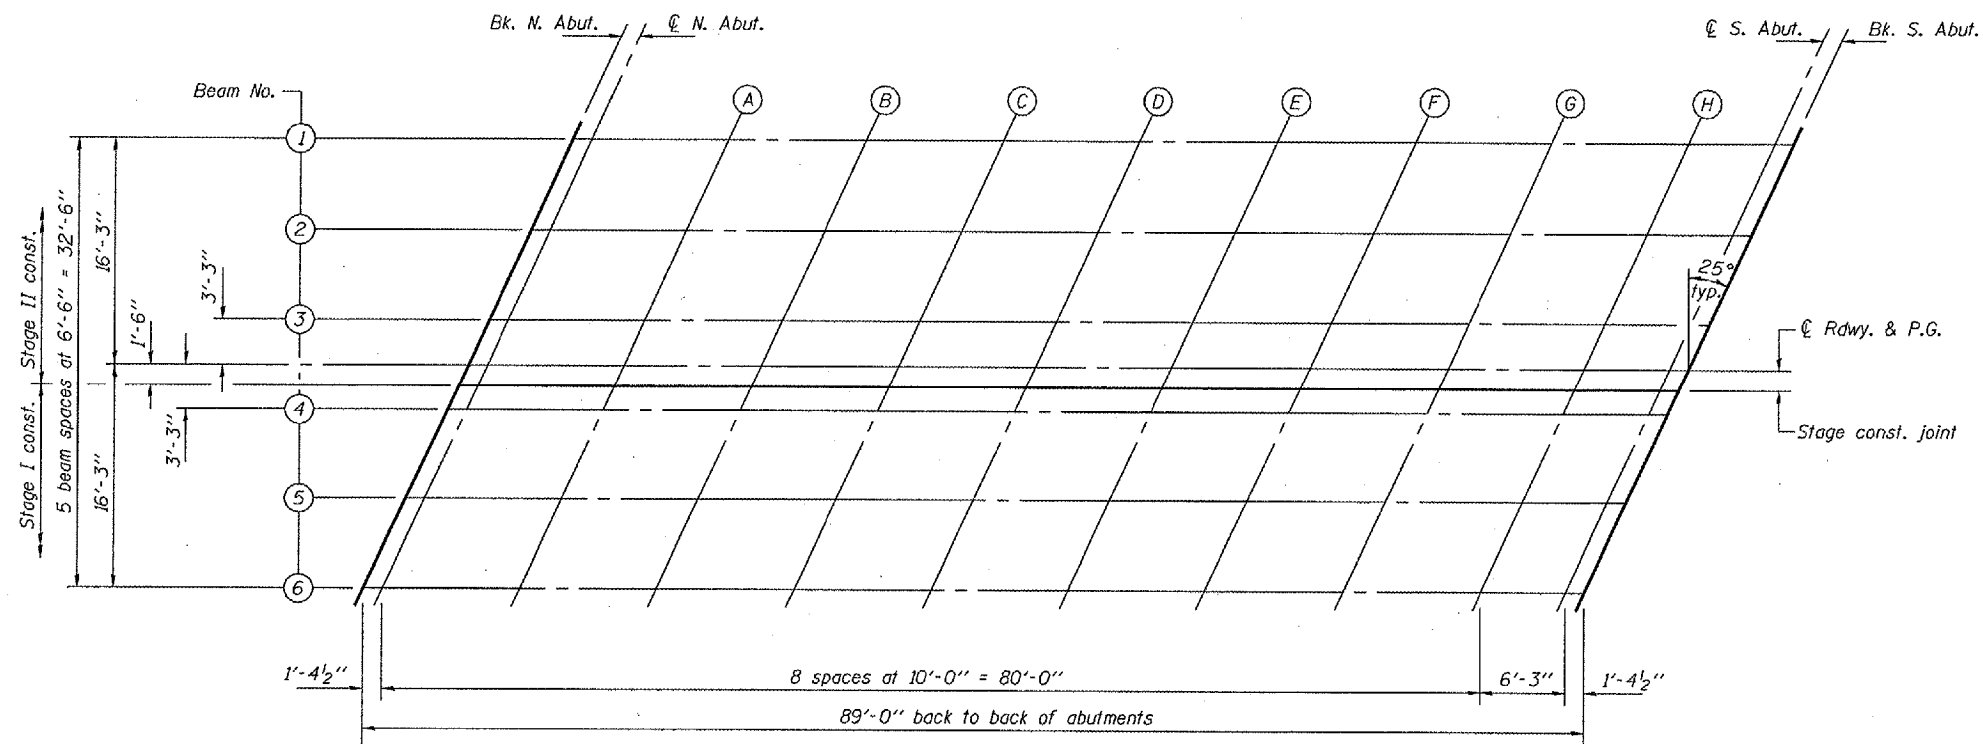 Bk. N. Abut.
℄ N. Abut.
℄ S. Abut.
Bk. S. Abut.
Beam No.
A
B
C
D
E
F
G
H
1
2
3
4
5
6
Stage II const.
Stage I const.
5 beam spaces at 6'-6" = 32'-6"
16'-3"
16'-3"
1'-6"
3'-3"
3'-3"
25°
typ.
℄ Rdwy. & P.G.
Stage const. joint
1'-4½"
8 spaces at 10'-0" = 80'-0"
6'-3"
1'-4½"
89'-0" back to back of abutments